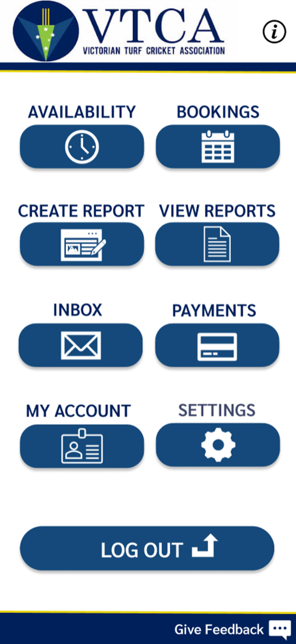 VTCA
VICTORIAN TURF CRICKET ASSOCIATION
i
AVAILABILITY
BOOKINGS
CREATE REPORT
VIEW REPORTS
INBOX
PAYMENTS
MY ACCOUNT
SETTINGS
LOG OUT
Give Feedback